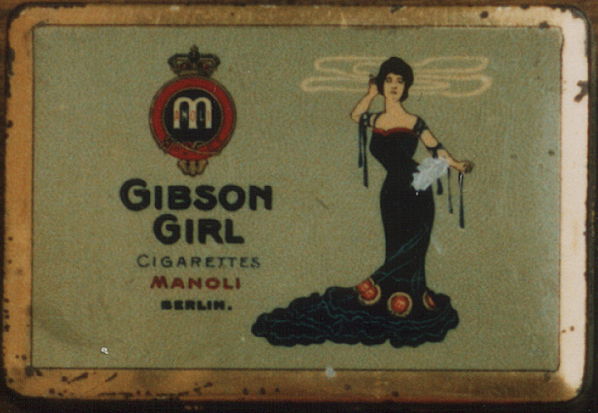 M
GIBSON
GIRL
CIGARETTES
MANOLI
BERLIN.